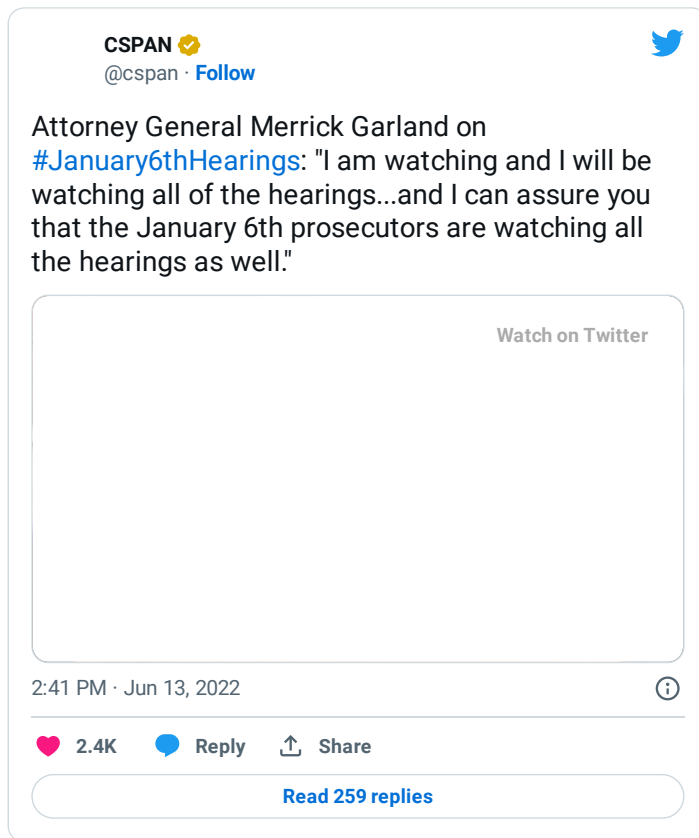 CSPAN
@cspan · Follow
Attorney General Merrick Garland on
#January6thHearings: "I am watching and I will be
watching all of the hearings...and I can assure you
that the January 6th prosecutors are watching all
the hearings as well."
Watch on Twitter
2:41 PM · Jun 13, 2022
2.4K Reply Share
Read 259 replies